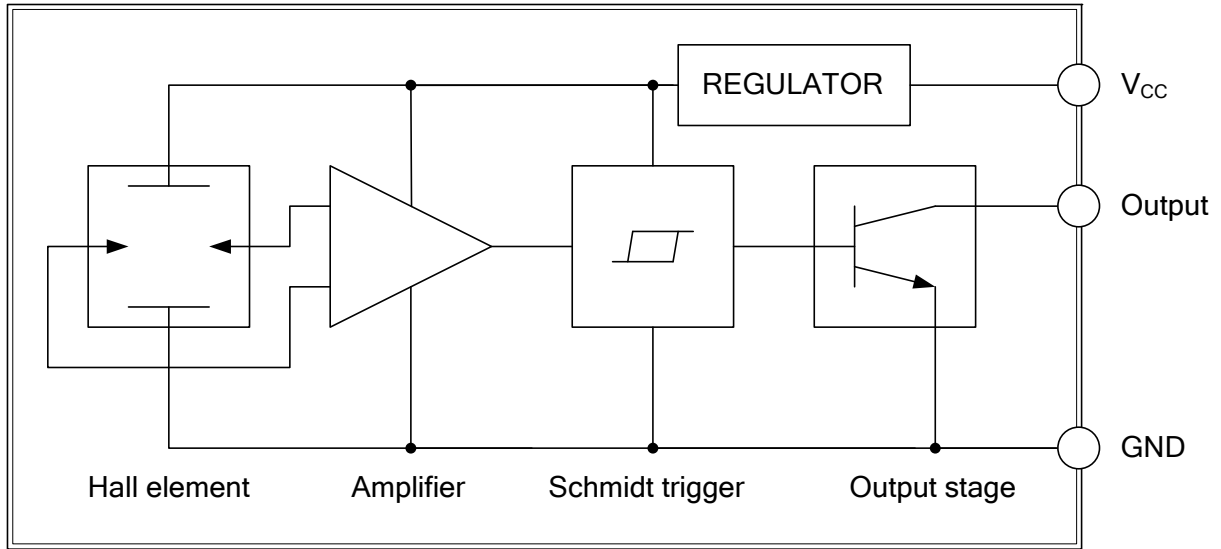 REGULATOR
VCC
Output
GND
Hall element
Amplifier
Schmidt trigger
Output stage